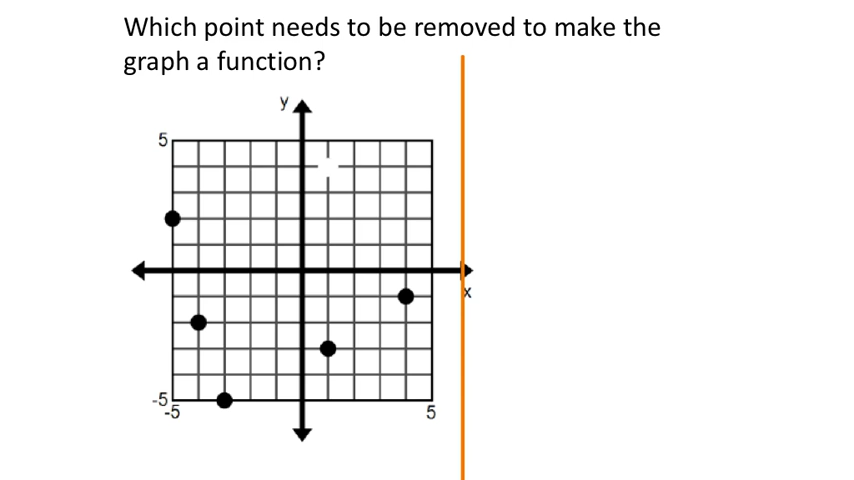 Which point needs to be removed to make the
graph a function?
y
5
x
-5
-5
5